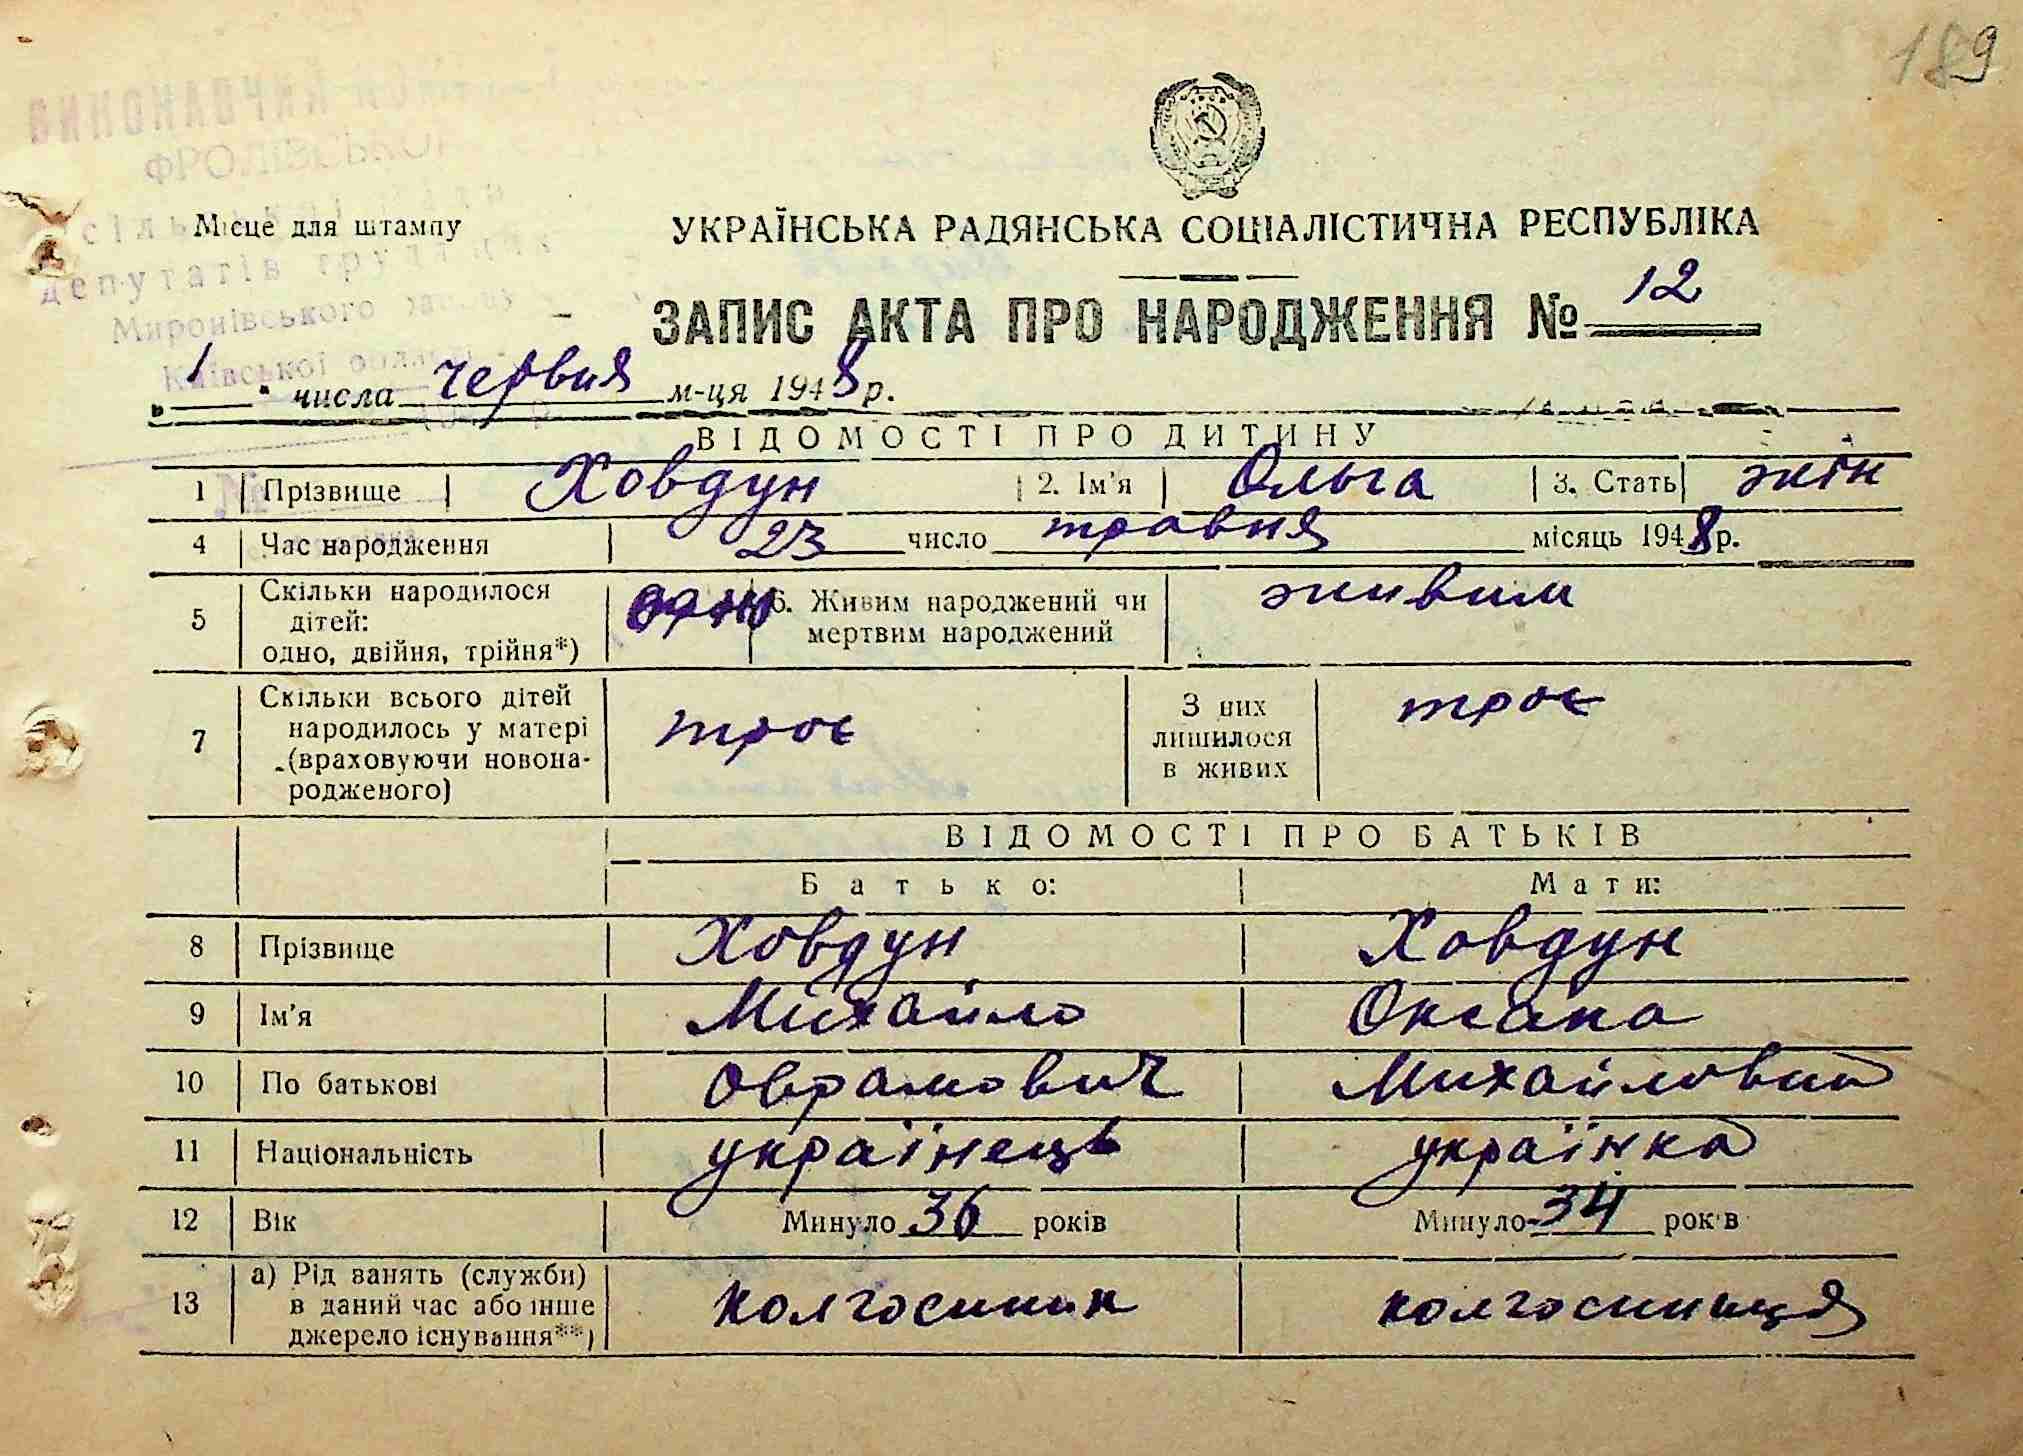 189
ВИКОНАВЧИЙ
ФРОЛІВСЬКОЇ
сільської ради
депутатів трудящих
Миронівського району
Київської області
Місце для штампу
УКРАЇНСЬКА РАДЯНСЬКА СОЦІАЛІСТИЧНА РЕСПУБЛІКА
ЗАПИС АКТА ПРО НАРОДЖЕННЯ № 12
„1" числа червня м-ця 1948 р.
ВІДОМОСТІ ПРО ДИТИНУ
1 Прізвище Ховдун 2. Ім'я Ольга 3. Стать жін
4 Час народження 23 число травня місяць 1948 р.
5 Скільки народилося
дітей:
одно, двійня, трійня*)
одно
6. Живим народжений чи
мертвим народжений
живим
7 Скільки всього дітей
народилось у матері
(враховуючи новона-
родженого)
троє
З них
лишилося
в живих
троє
ВІДОМОСТІ ПРО БАТЬКІВ
Батько: Мати:
8 Прізвище Ховдун Ховдун
9 Ім'я Михайло Оксана
10 По батькові Оврамович Михайловна
11 Національність українець українка
12 Вік Минуло 36 років Минуло 34 років
13 а) Рід занять (служби)
в даний час або інше
джерело існування**)
колгоспник колгоспниця